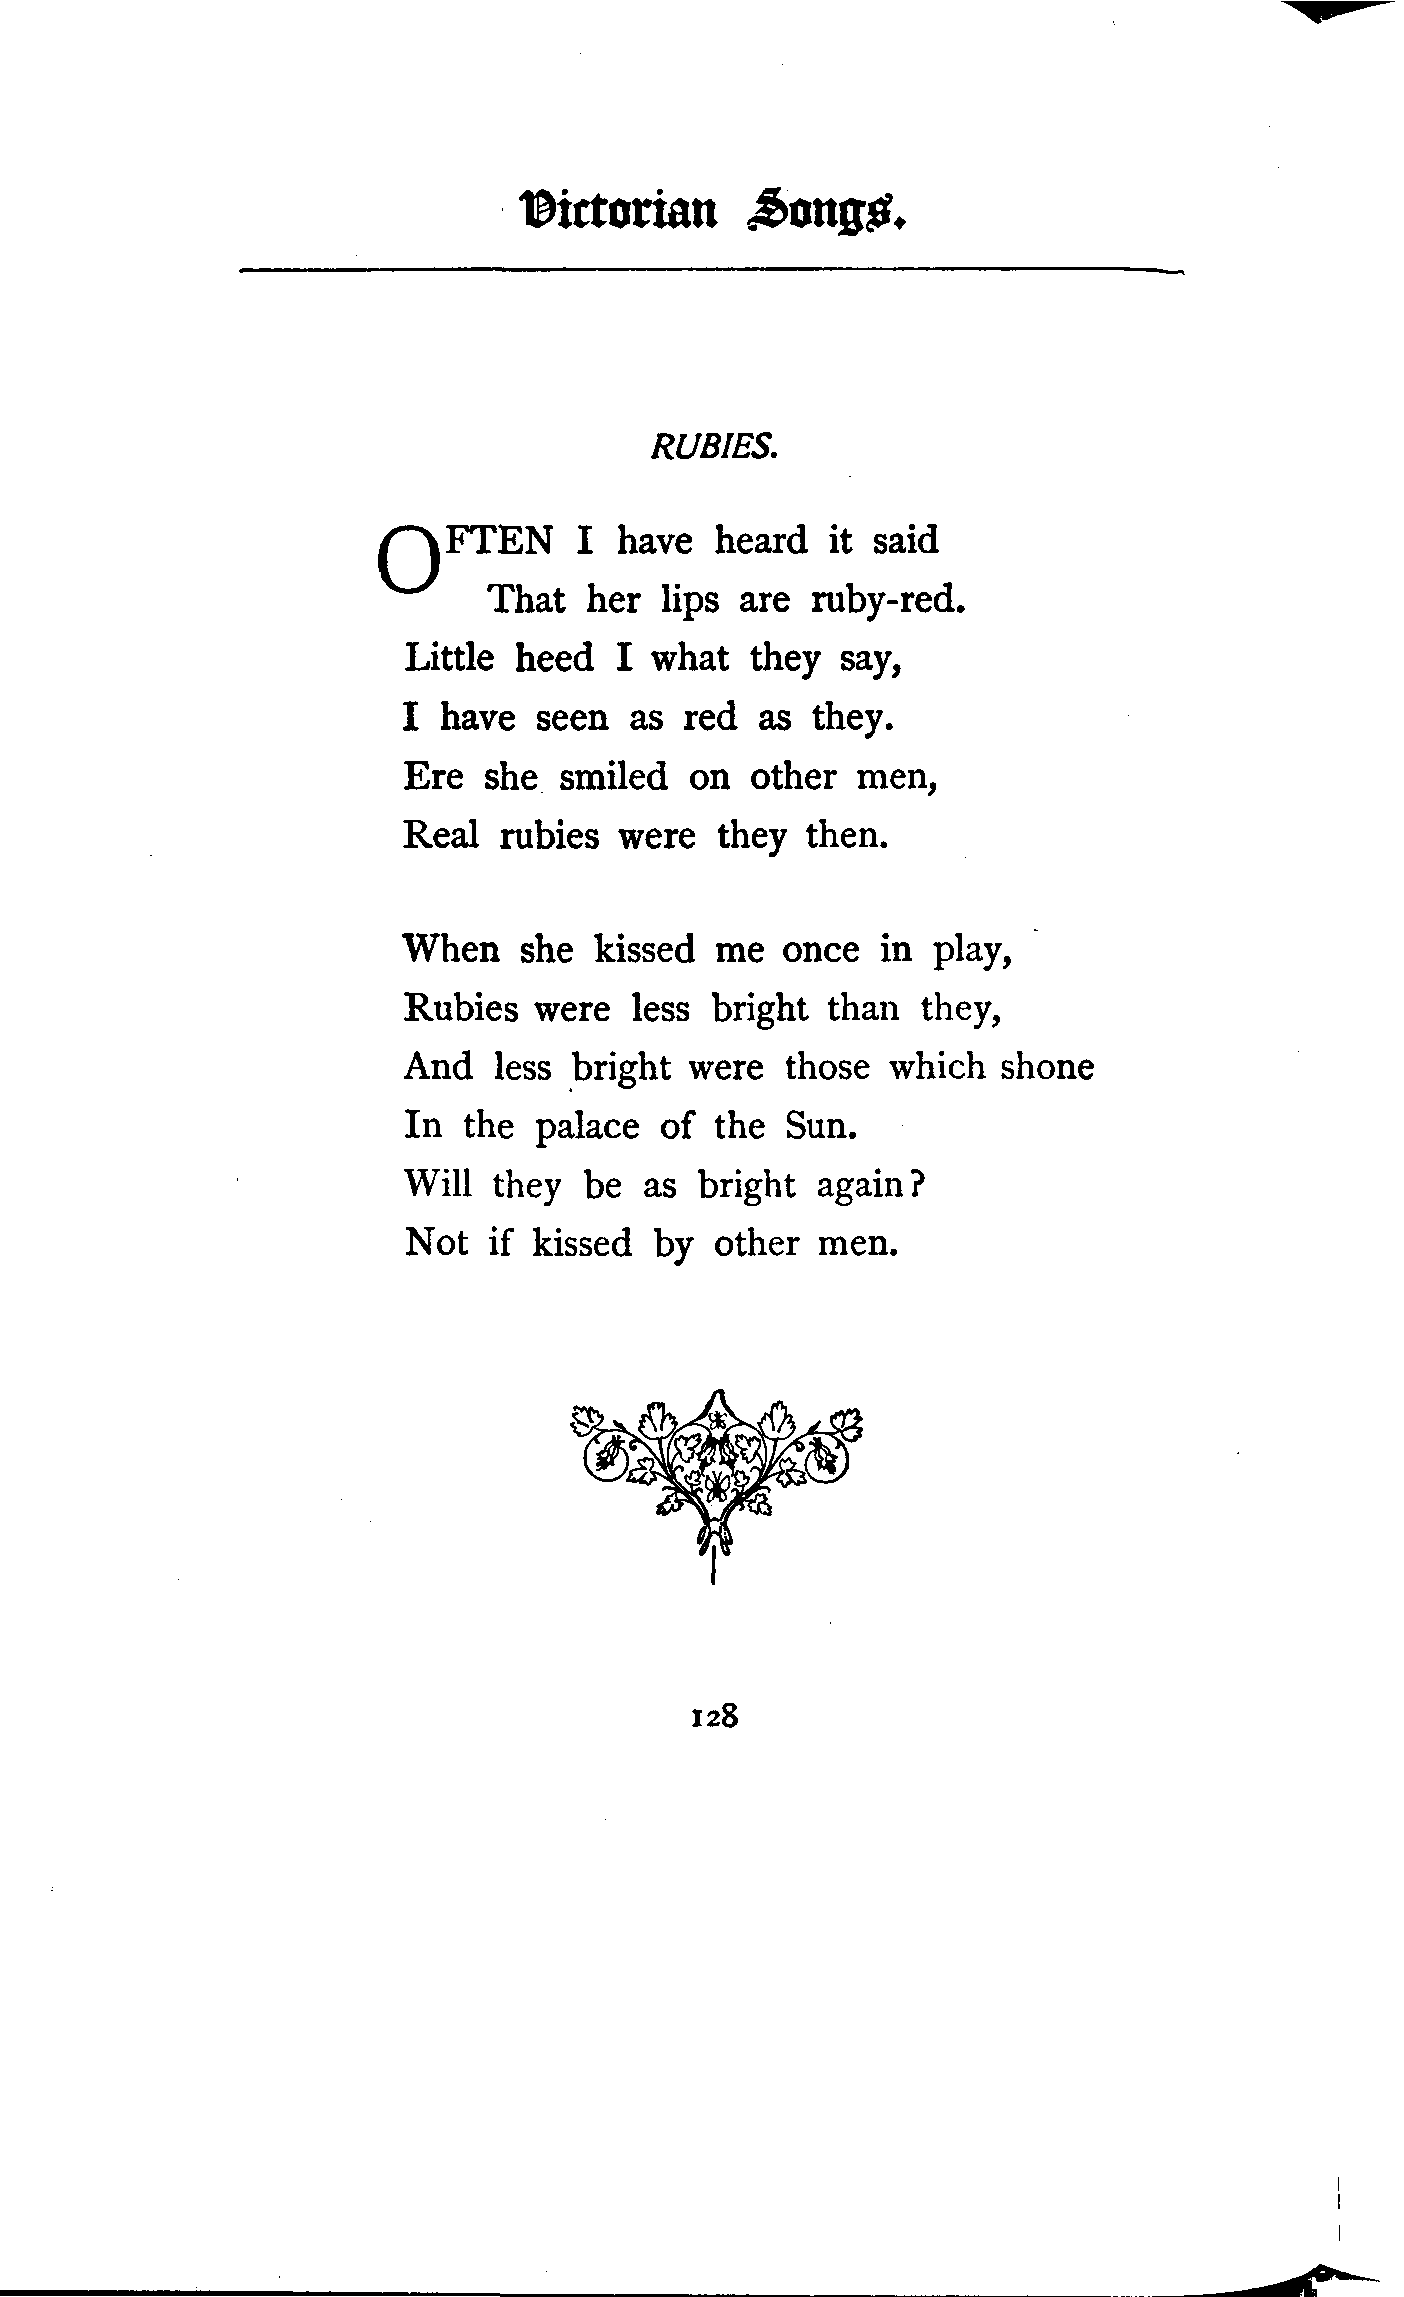 Victorian Songs.
RUBIES.
OFTEN I have heard it said
That her lips are ruby-red.
Little heed I what they say,
I have seen as red as they.
Ere she smiled on other men,
Real rubies were they then.
When she kissed me once in play,
Rubies were less bright than they,
And less bright were those which shone
In the palace of the Sun.
Will they be as bright again?
Not if kissed by other men.
128